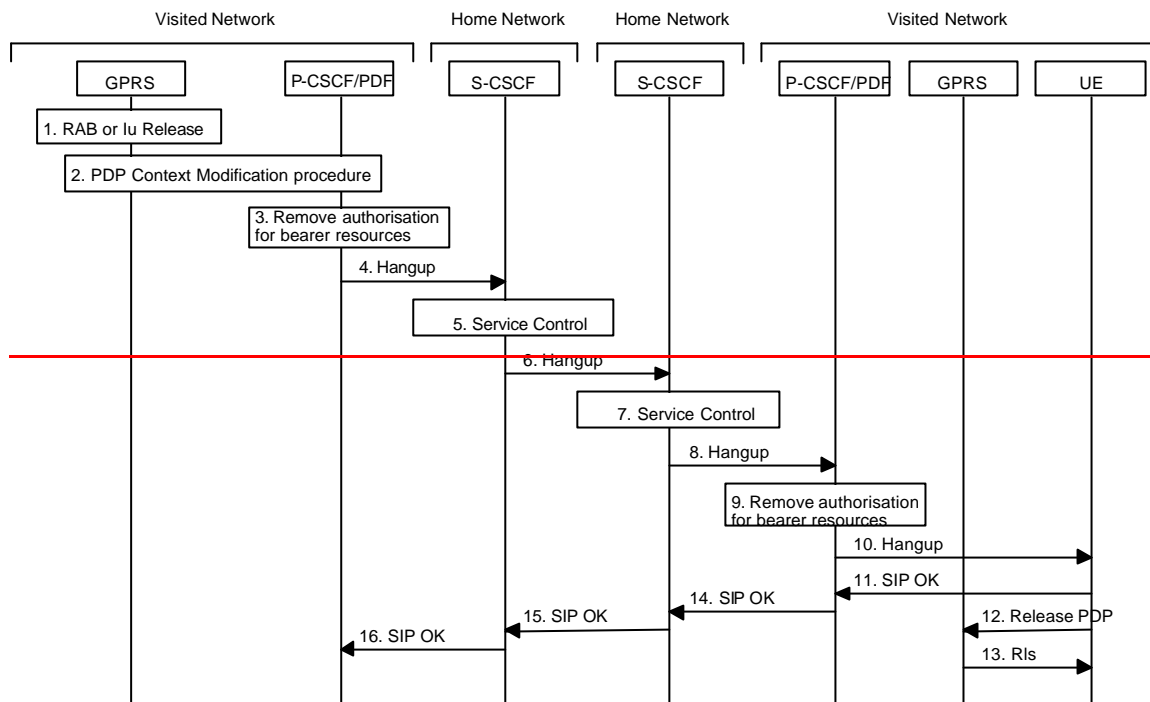 Visited Network
Home Network
Home Network
Visited Network
GPRS
P-CSCF/PDF
S-CSCF
S-CSCF
P-CSCF/PDF
GPRS
UE
1. RAB or Iu Release
2. PDP Context Modification procedure
3. Remove authorisation
for bearer resources
4. Hangup
5. Service Control
6. Hangup
7. Service Control
8. Hangup
9. Remove authorisation
for bearer resources
10. Hangup
11. SIP OK
14. SIP OK
15. SIP OK
12. Release PDP
16. SIP OK
13. Rls